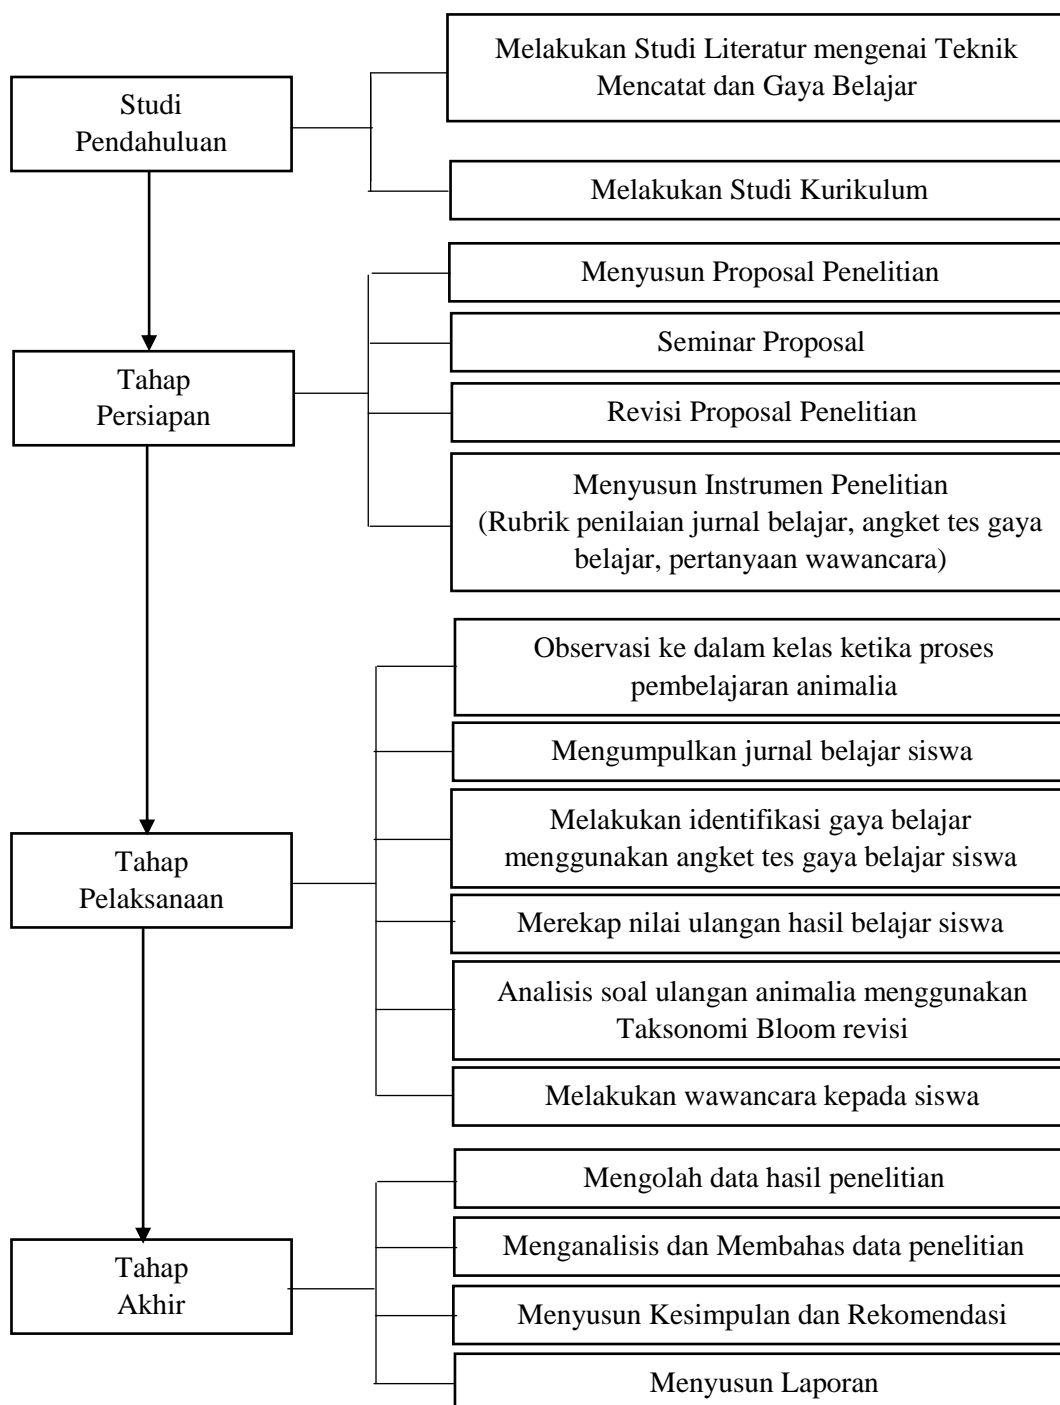 Studi
Pendahuluan
Melakukan Studi Literatur mengenai Teknik
Mencatat dan Gaya Belajar
Melakukan Studi Kurikulum
Tahap
Persiapan
Menyusun Proposal Penelitian
Seminar Proposal
Revisi Proposal Penelitian
Menyusun Instrumen Penelitian
(Rubrik penilaian jurnal belajar, angket tes gaya
belajar, pertanyaan wawancara)
Tahap
Pelaksanaan
Observasi ke dalam kelas ketika proses
pembelajaran animalia
Mengumpulkan jurnal belajar siswa
Melakukan identifikasi gaya belajar
menggunakan angket tes gaya belajar siswa
Merekap nilai ulangan hasil belajar siswa
Analisis soal ulangan animalia menggunakan
Taksonomi Bloom revisi
Melakukan wawancara kepada siswa
Tahap
Akhir
Mengolah data hasil penelitian
Menganalisis dan Membahas data penelitian
Menyusun Kesimpulan dan Rekomendasi
Menyusun Laporan